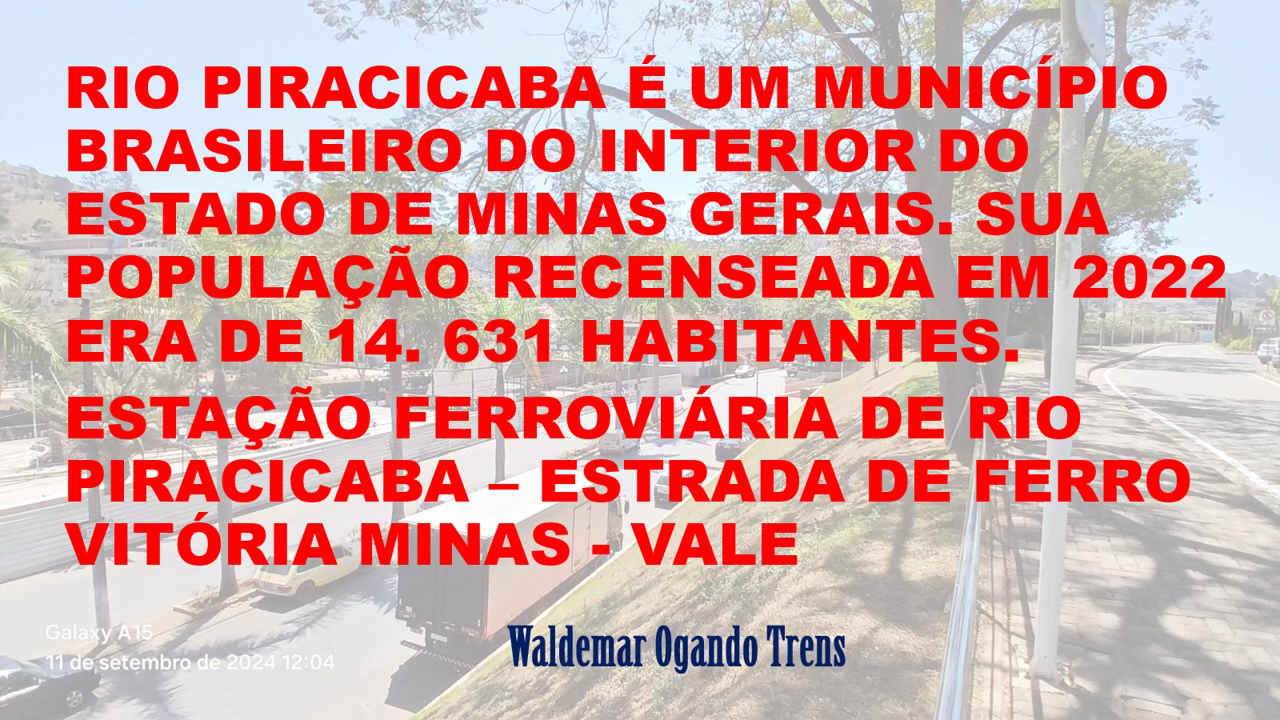 RIO PIRACICABA É UM MUNICÍPIO
BRASILEIRO DO INTERIOR DO
ESTADO DE MINAS GERAIS. SUA
POPULAÇÃO RECENSEADA EM 2022
ERA DE 14. 631 HABITANTES.
ESTAÇÃO FERROVIÁRIA DE RIO
PIRACICABA – ESTRADA DE FERRO
VITÓRIA MINAS - VALE
Galaxy A15
11 de setembro de 2024 12:04
Waldemar Ogando Trens